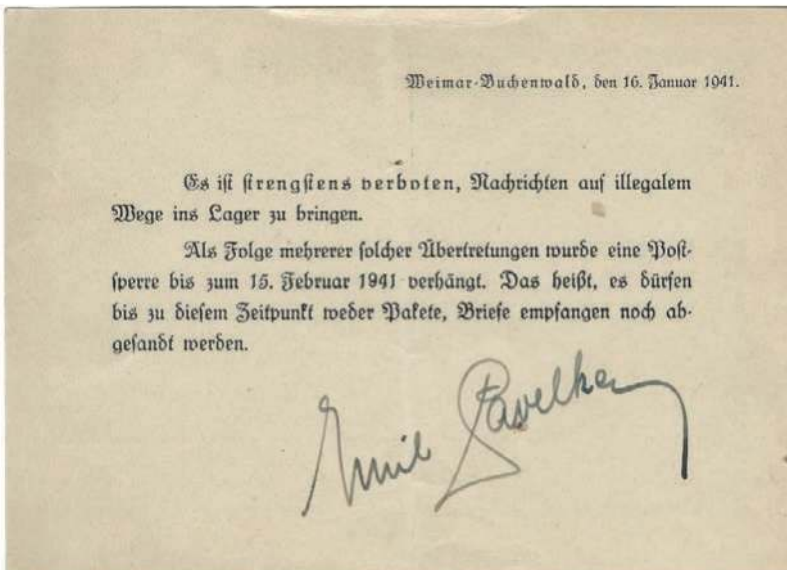 Weimar-Buchenwald, den 16. Januar 1941.
Es ist strengstens verboten, Nachrichten auf illegalem
Wege ins Lager zu bringen.
Als Folge mehrerer solcher Übertretungen wurde eine Post-
sperre bis zum 15. Februar 1941 verhängt. Das heißt, es dürfen
bis zu diesem Zeitpunkt weder Pakete, Briefe empfangen noch ab-
gesandt werden.
Emil Pavelka